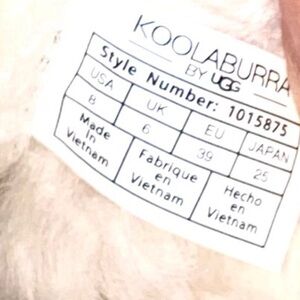 KOOLABURRA
BY UGG
Style Number: 1015875
USA UK EU JAPAN
8 6 39 25
Made in Vietnam
Fabrique en Vietnam
Hecho en Vietnam